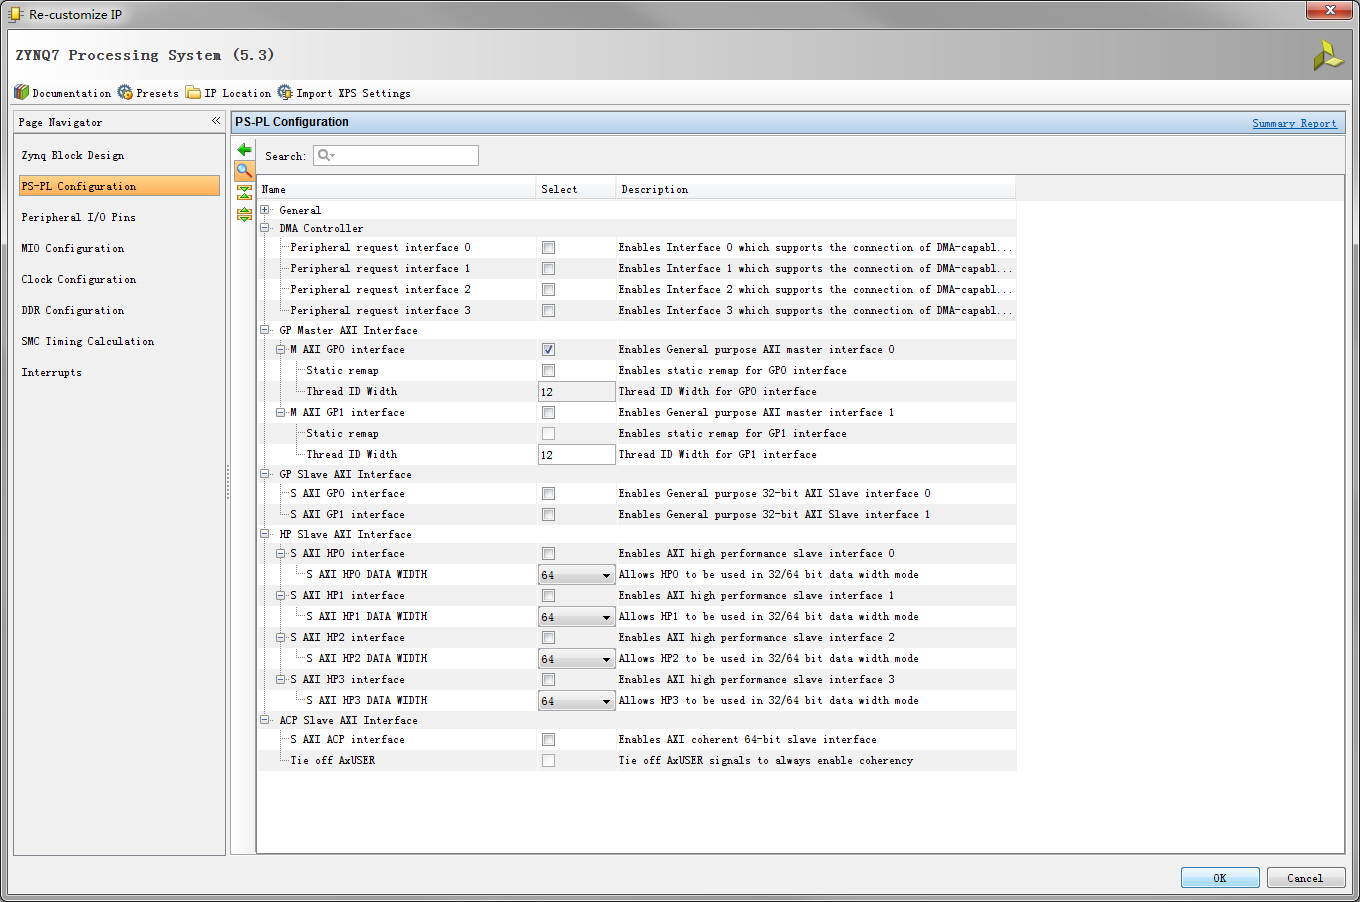 Re-customize IP
ZYNQ7 Processing System (5.3)
Documentation Presets IP Location Import XPS Settings
Page Navigator «
Zynq Block Design
PS-PL Configuration
Peripheral I/O Pins
MIO Configuration
Clock Configuration
DDR Configuration
SMC Timing Calculation
Interrupts
PS-PL Configuration Summary Report
Search:
Name Select Description
General
DMA Controller
Peripheral request interface 0 Enables Interface 0 which supports the connection of DMA-capabl...
Peripheral request interface 1 Enables Interface 1 which supports the connection of DMA-capabl...
Peripheral request interface 2 Enables Interface 2 which supports the connection of DMA-capabl...
Peripheral request interface 3 Enables Interface 3 which supports the connection of DMA-capabl...
GP Master AXI Interface
M AXI GP0 interface Enables General purpose AXI master interface 0
Static remap Enables static remap for GP0 interface
Thread ID Width 12 Thread ID Width for GP0 interface
M AXI GP1 interface Enables General purpose AXI master interface 1
Static remap Enables static remap for GP1 interface
Thread ID Width 12 Thread ID Width for GP1 interface
GP Slave AXI Interface
S AXI GP0 interface Enables General purpose 32-bit AXI Slave interface 0
S AXI GP1 interface Enables General purpose 32-bit AXI Slave interface 1
HP Slave AXI Interface
S AXI HP0 interface Enables AXI high performance slave interface 0
S AXI HP0 DATA WIDTH 64 Allows HP0 to be used in 32/64 bit data width mode
S AXI HP1 interface Enables AXI high performance slave interface 1
S AXI HP1 DATA WIDTH 64 Allows HP1 to be used in 32/64 bit data width mode
S AXI HP2 interface Enables AXI high performance slave interface 2
S AXI HP2 DATA WIDTH 64 Allows HP2 to be used in 32/64 bit data width mode
S AXI HP3 interface Enables AXI high performance slave interface 3
S AXI HP3 DATA WIDTH 64 Allows HP3 to be used in 32/64 bit data width mode
ACP Slave AXI Interface
S AXI ACP interface Enables AXI coherent 64-bit slave interface
Tie off AxUSER Tie off AxUSER signals to always enable coherency
OK Cancel